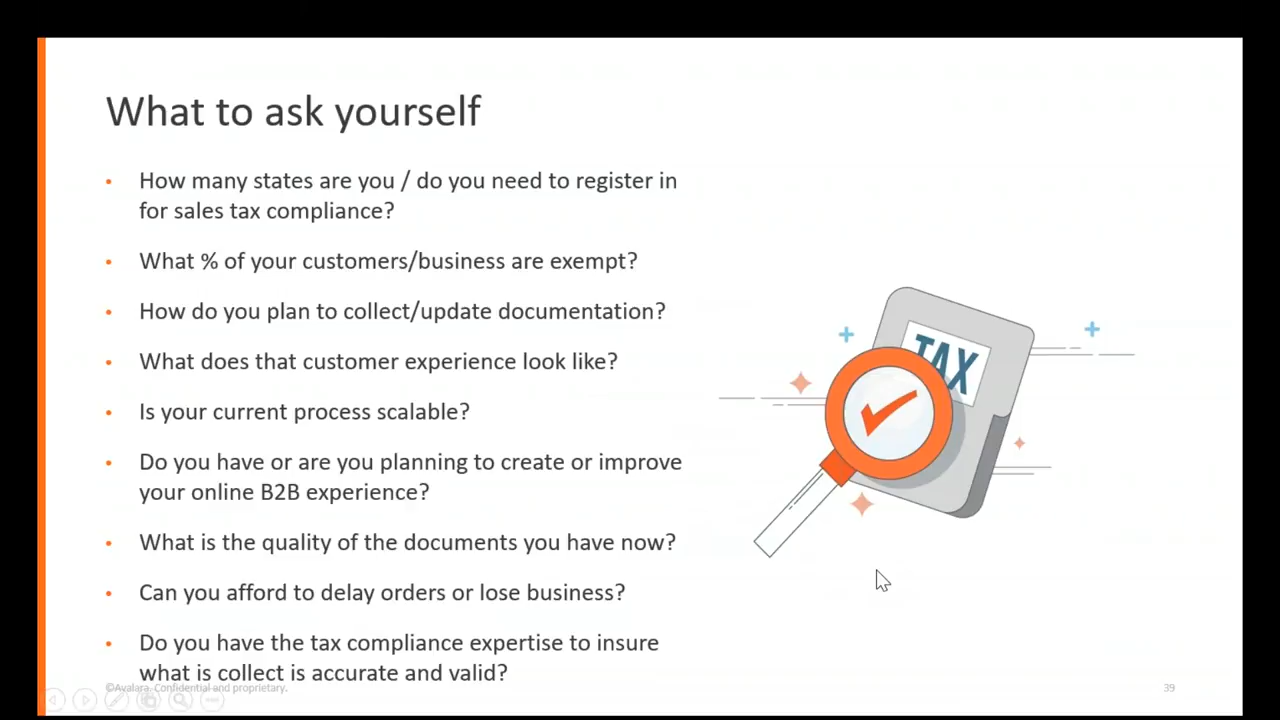 What to ask yourself
• How many states are you / do you need to register in
for sales tax compliance?
• What % of your customers/business are exempt?
• How do you plan to collect/update documentation?
• What does that customer experience look like?
• Is your current process scalable?
• Do you have or are you planning to create or improve
your online B2B experience?
• What is the quality of the documents you have now?
• Can you afford to delay orders or lose business?
• Do you have the tax compliance expertise to insure
what is collect is accurate and valid?
TAX
©Avalara. Confidential and proprietary.
39